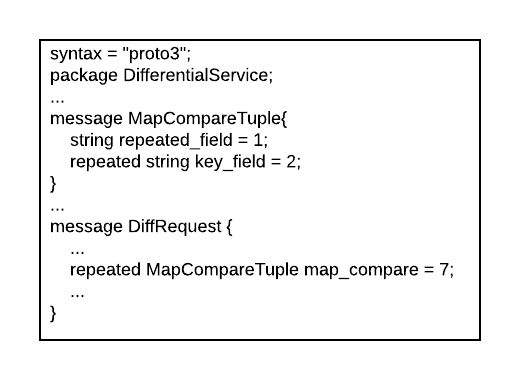 syntax = "proto3";
package DifferentialService;
...
message MapCompareTuple{
string repeated_field = 1;
repeated string key_field = 2;
}
...
message DiffRequest {
...
repeated MapCompareTuple map_compare = 7;
...
}